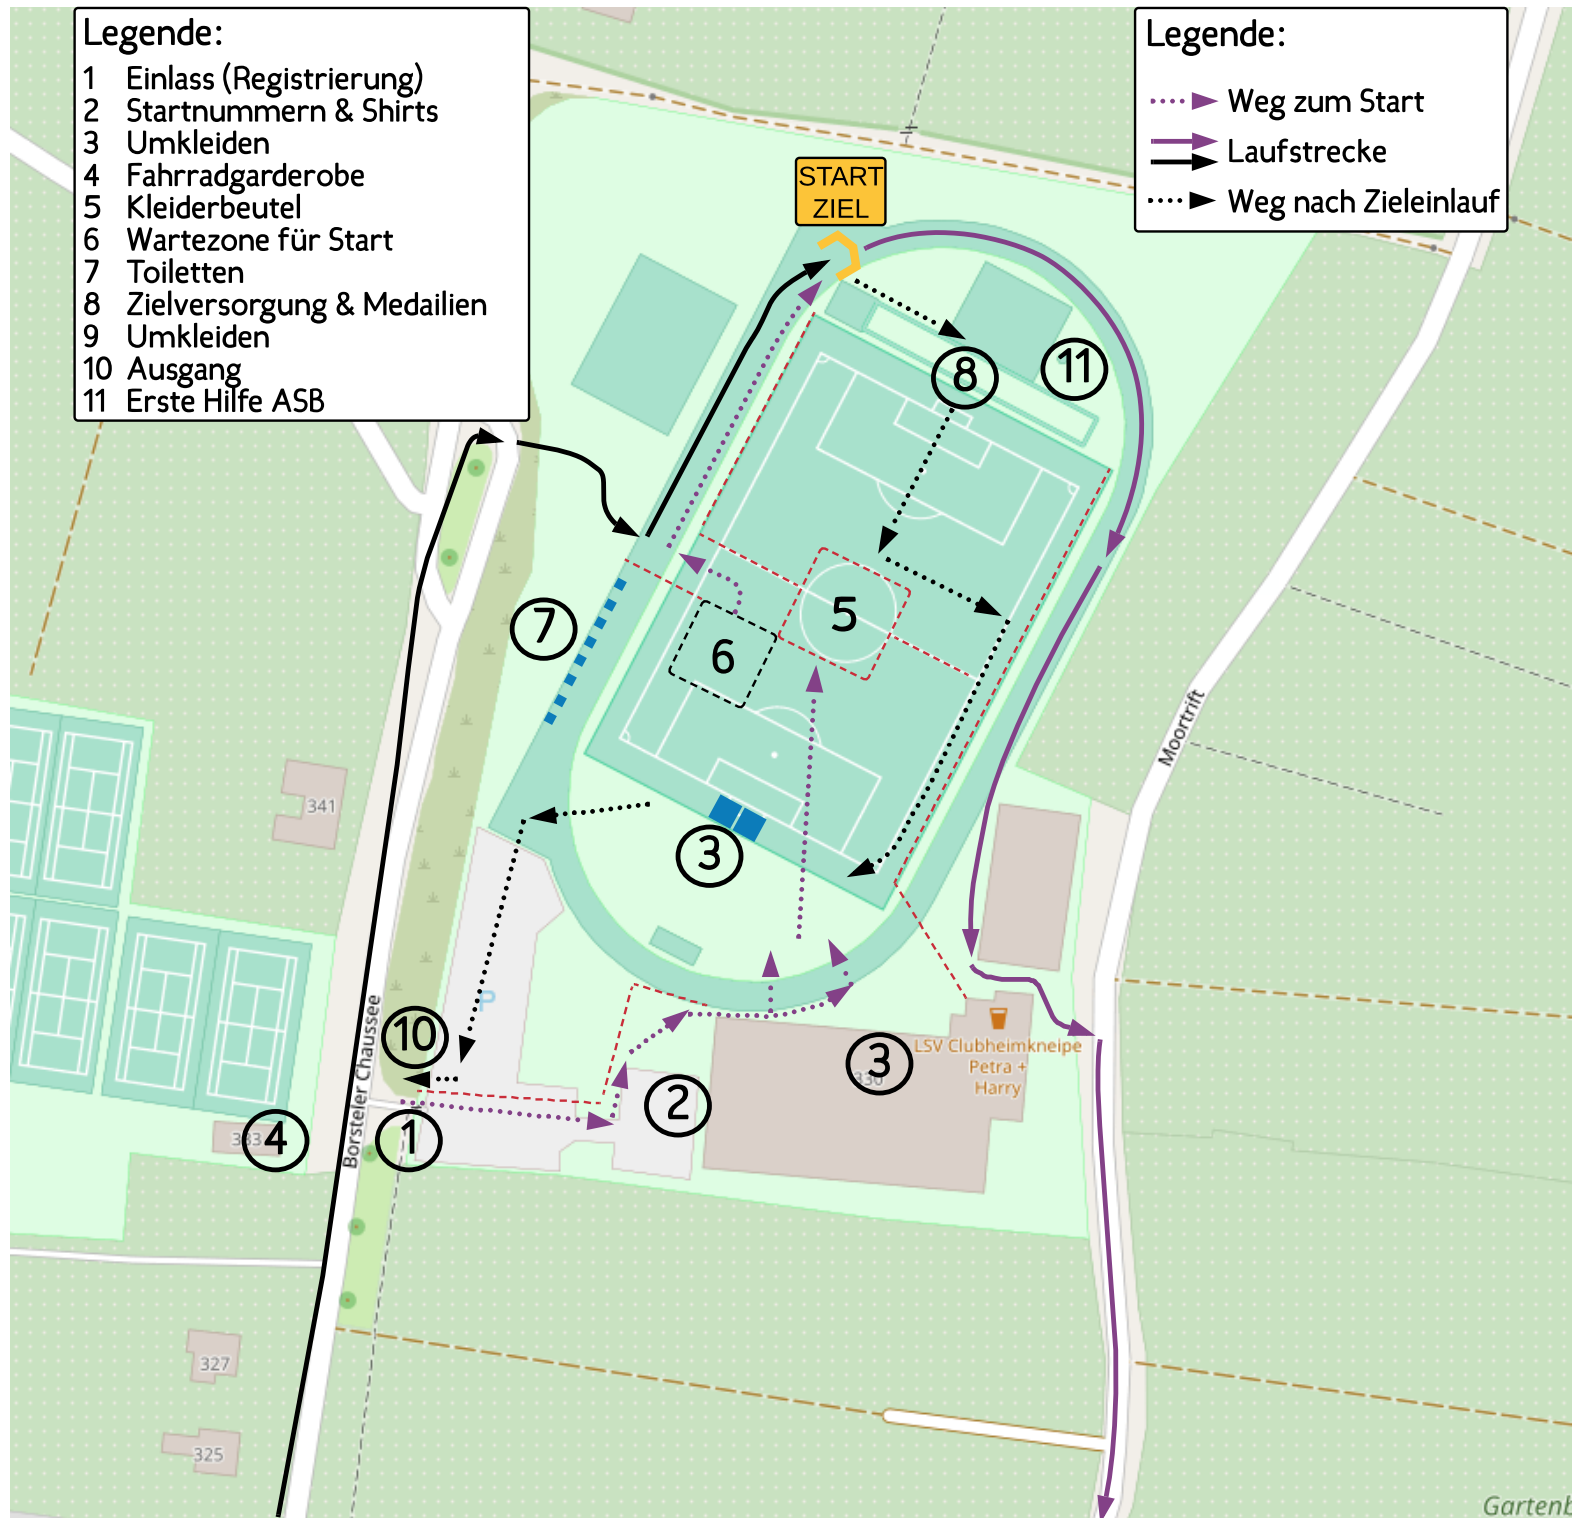 Legende:
1 Einlass (Registrierung)
2 Startnummern & Shirts
3 Umkleiden
4 Fahrradgarderobe
5 Kleiderbeutel
6 Wartezone für Start
7 Toiletten
8 Zielversorgung & Medailien
9 Umkleiden
10 Ausgang
11 Erste Hilfe ASB
Legende:
Weg zum Start
Laufstrecke
Weg nach Zieleinlauf
START
ZIEL
8
11
7
5
6
Moortrift
341
3
P
10
Borsteler Chaussee
LSV Clubheimkneipe
Petra +
Harry
3
330
2
4
1
327
325
Gartenb